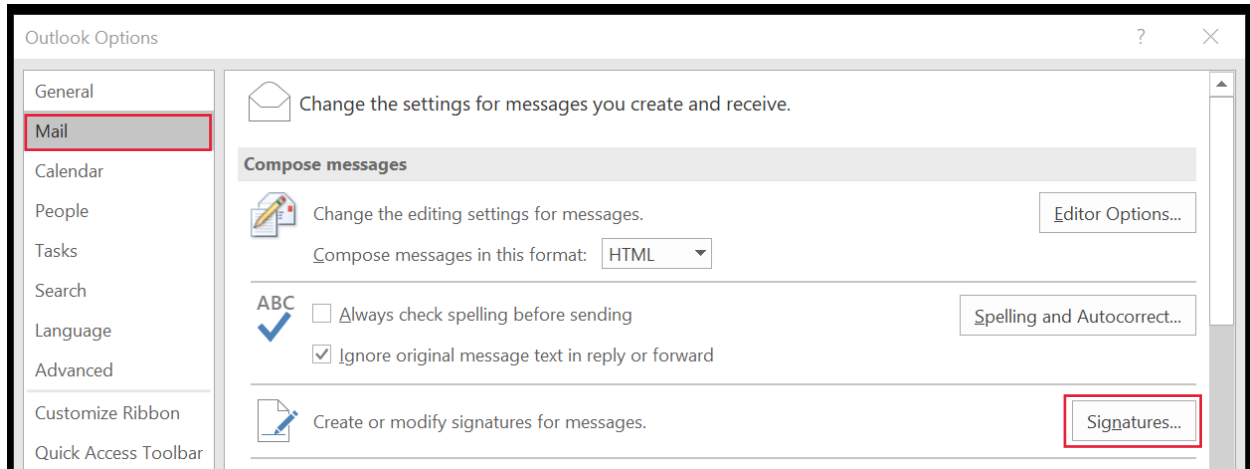 Outlook Options
?
General
Mail
Calendar
People
Tasks
Search
Language
Advanced
Customize Ribbon
Quick Access Toolbar
Change the settings for messages you create and receive.
Compose messages
Change the editing settings for messages.
Editor Options...
Compose messages in this format: HTML
ABC
Always check spelling before sending
Spelling and Autocorrect...
Ignore original message text in reply or forward
Create or modify signatures for messages.
Signatures...